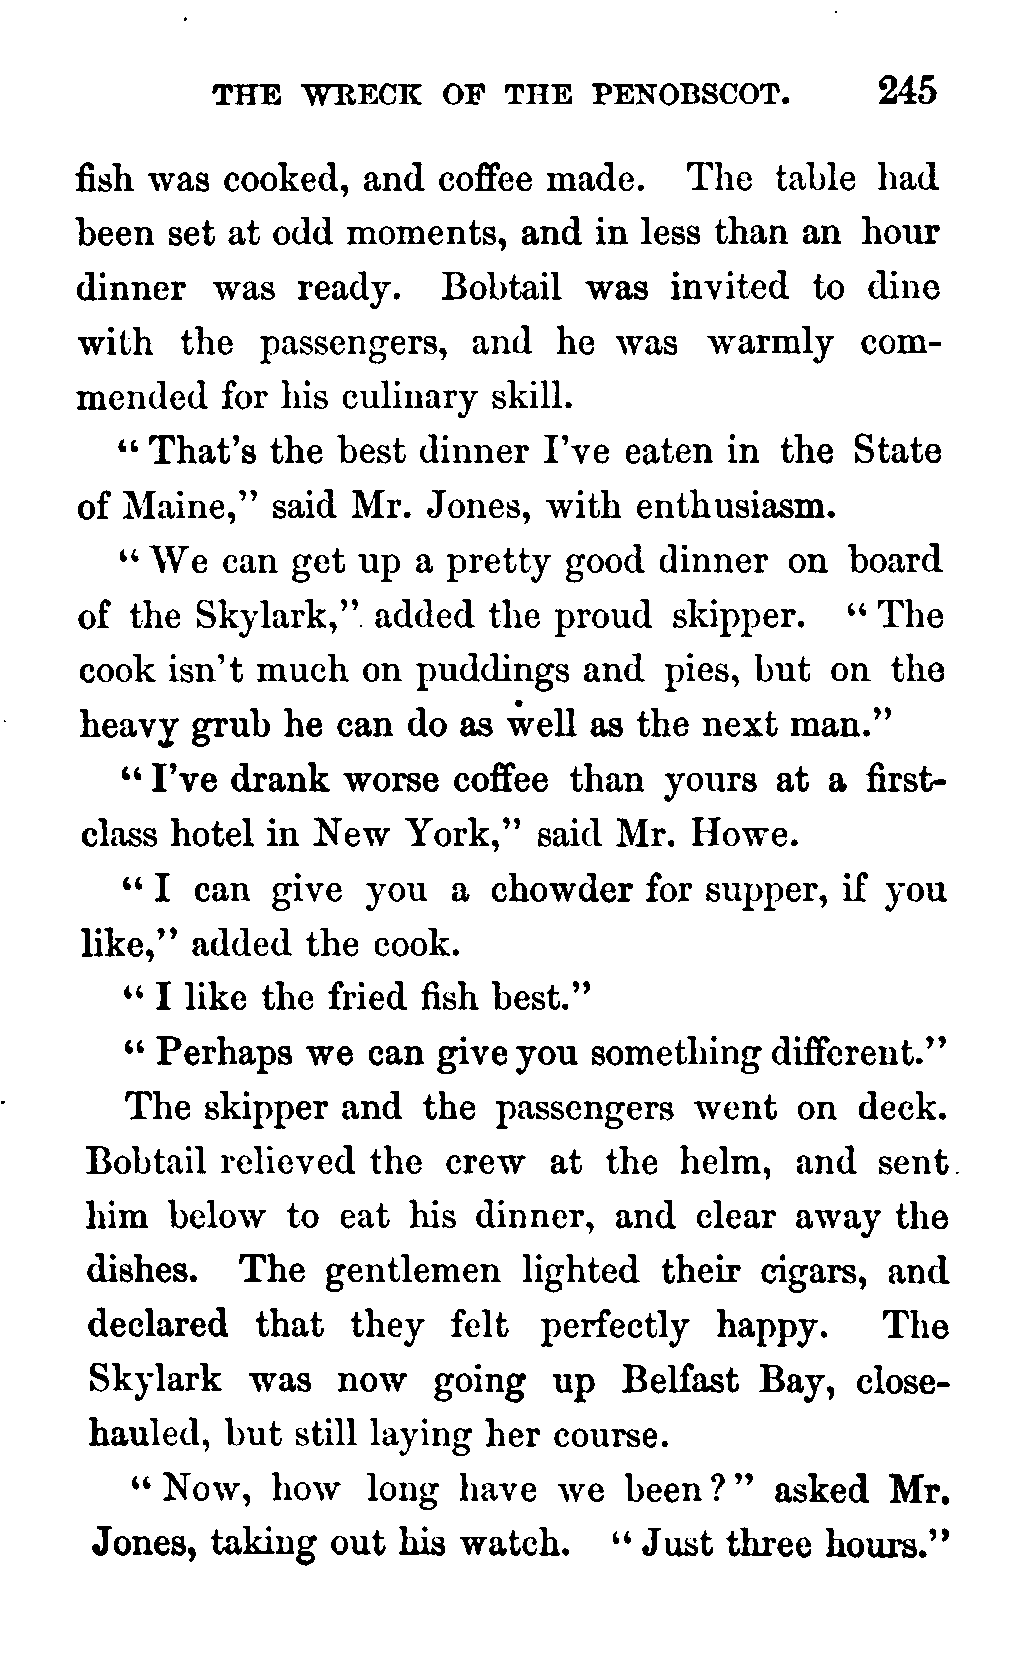 THE WRECK OF THE PENOBSCOT. 245
fish was cooked, and coffee made. The table had
been set at odd moments, and in less than an hour
dinner was ready. Bobtail was invited to dine
with the passengers, and he was warmly com-
mended for his culinary skill.
“That’s the best dinner I’ve eaten in the State
of Maine,” said Mr. Jones, with enthusiasm.
“We can get up a pretty good dinner on board
of the Skylark,” added the proud skipper. “The
cook isn’t much on puddings and pies, but on the
heavy grub he can do as well as the next man.”
“I’ve drank worse coffee than yours at a first-
class hotel in New York,” said Mr. Howe.
“I can give you a chowder for supper, if you
like,” added the cook.
“I like the fried fish best.”
“Perhaps we can give you something different.”
The skipper and the passengers went on deck.
Bobtail relieved the crew at the helm, and sent
him below to eat his dinner, and clear away the
dishes. The gentlemen lighted their cigars, and
declared that they felt perfectly happy. The
Skylark was now going up Belfast Bay, close-
hauled, but still laying her course.
“Now, how long have we been?” asked Mr.
Jones, taking out his watch. “Just three hours.”